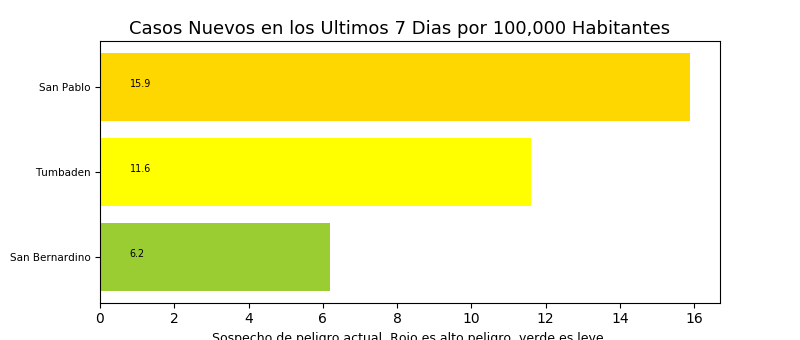 Casos Nuevos en los Ultimos 7 Dias por 100,000 Habitantes
San Pablo
15.9
Tumbaden
11.6
San Bernardino
6.2
0 2 4 6 8 10 12 14 16
Sospecho de peligro actual. Rojo es alto peligro, verde es leve